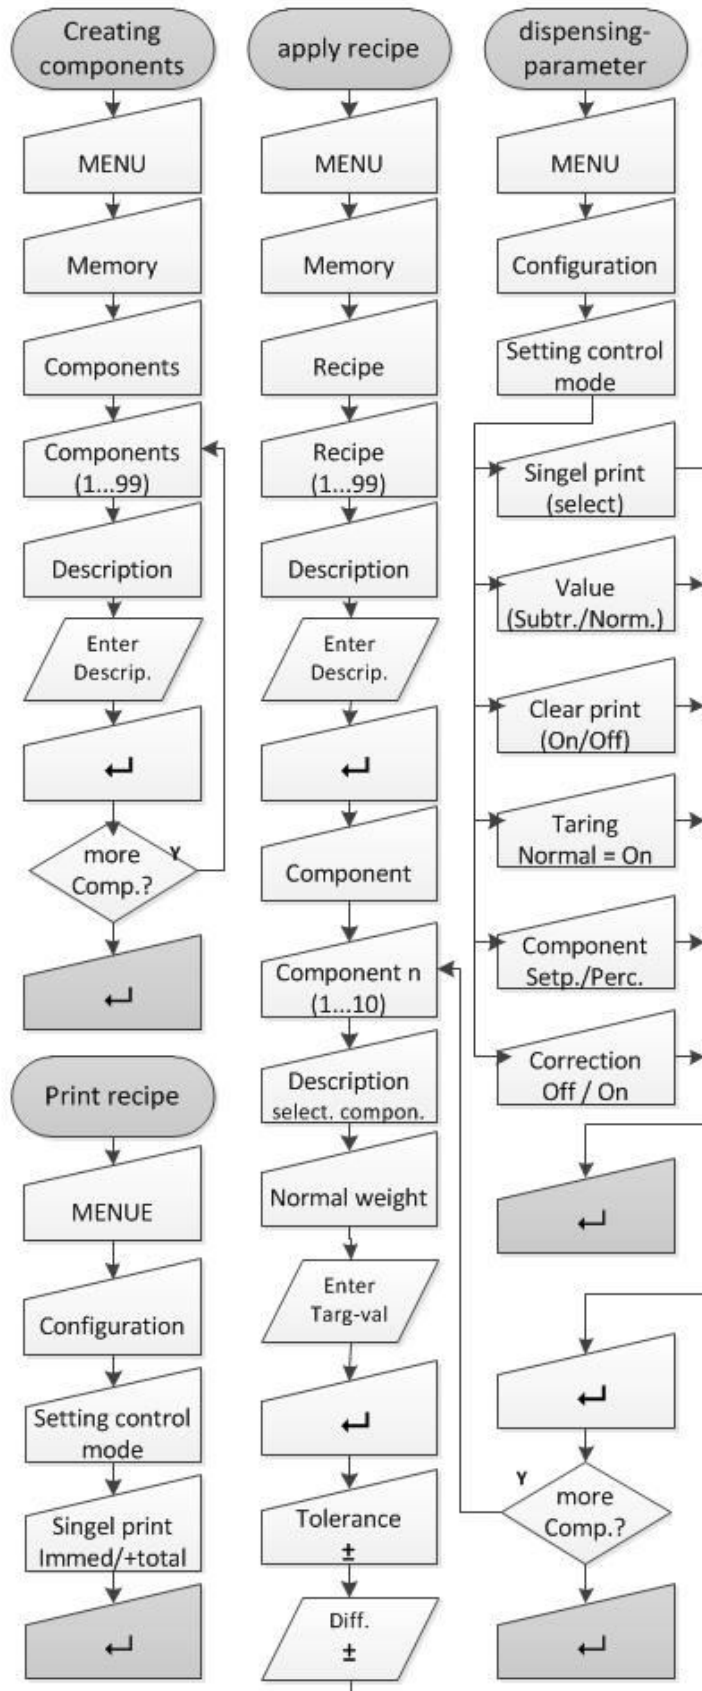 Creating
components
MENU
Memory
Components
Components
(1...99)
Description
Enter
Descrip.
↵
more
Comp.?
Y
↵
Print recipe
MENUE
Configuration
Setting control
mode
Singel print
Immed/+total
↵
apply recipe
MENU
Memory
Recipe
Recipe
(1...99)
Description
Enter
Descrip.
↵
Component
Component n
(1...10)
Description
select. compon.
Normal weight
Enter
Targ-val
↵
Tolerance
±
Diff.
±
dispensing-
parameter
MENU
Configuration
Setting control
mode
Singel print
(select)
Value
(Subtr./Norm.)
Clear print
(On/Off)
Taring
Normal = On
Component
Setp./Perc.
Correction
Off / On
↵
↵
Y
more
Comp.?
↵